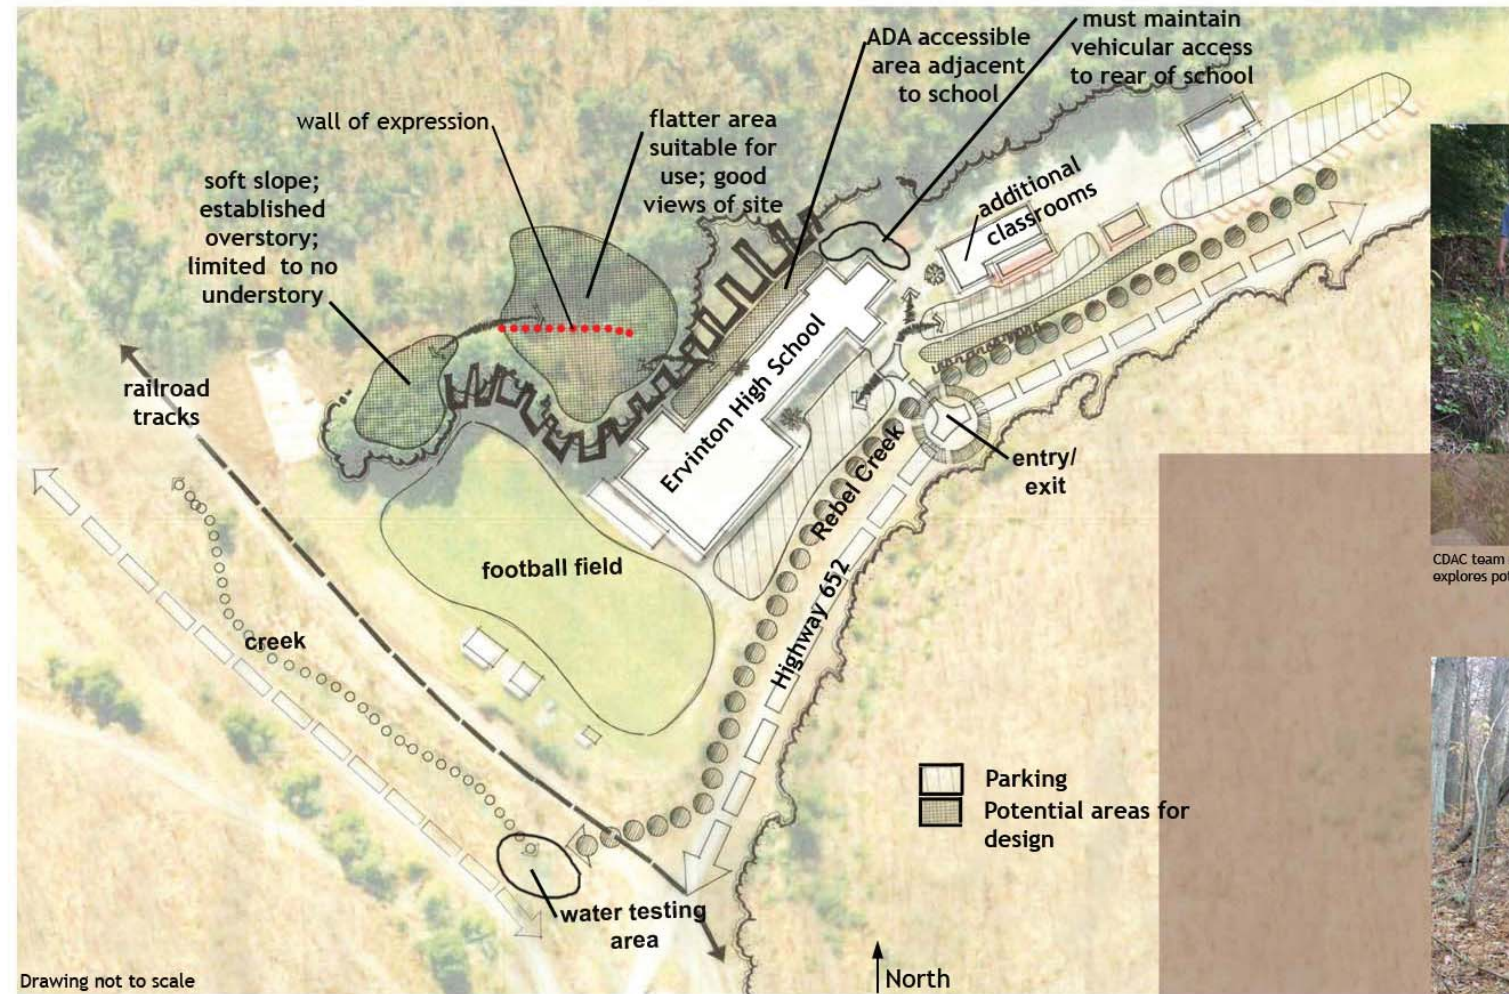 must maintain
vehicular access
to rear of school
ADA accessible
area adjacent
to school
wall of expression
flatter area
suitable for
use; good
views of site
soft slope;
established
overstory;
limited to no
understory
additional
classrooms
railroad
tracks
Ervinton High School
entry/
exit
Rebel Creek
Highway 652
football field
creek
CDAC team
Parking
Potential areas for
design
water testing
area
North
Drawing not to scale